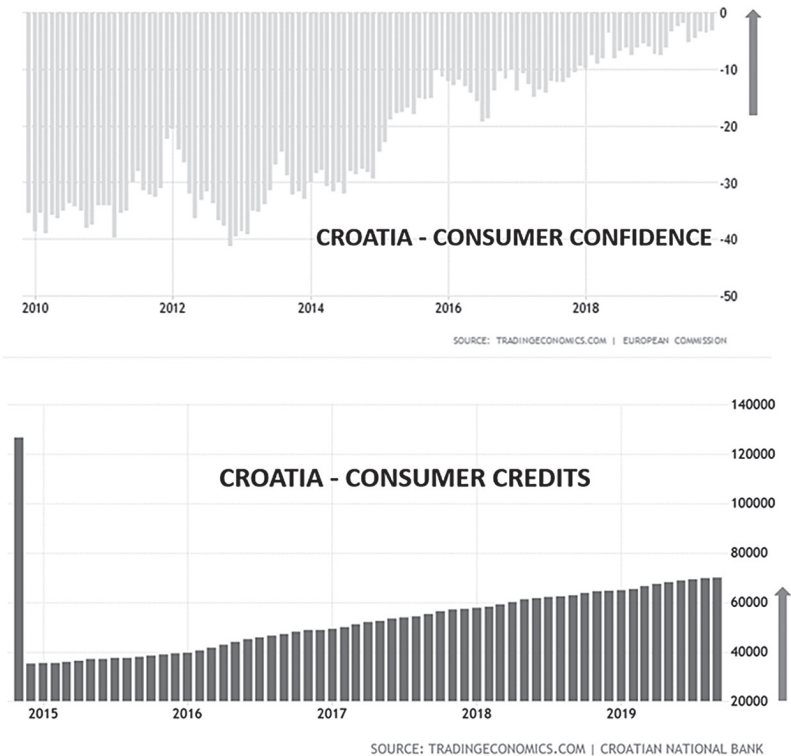 0
-10
-20
-30
CROATIA - CONSUMER CONFIDENCE -40
-50
2010 2012 2014 2016 2018
SOURCE: TRADINGECONOMICS.COM | EUROPEAN COMMISSION
140000
120000
CROATIA - CONSUMER CREDITS
100000
80000
60000
40000
20000
2015 2016 2017 2018 2019
SOURCE: TRADINGECONOMICS.COM | CROATIAN NATIONAL BANK